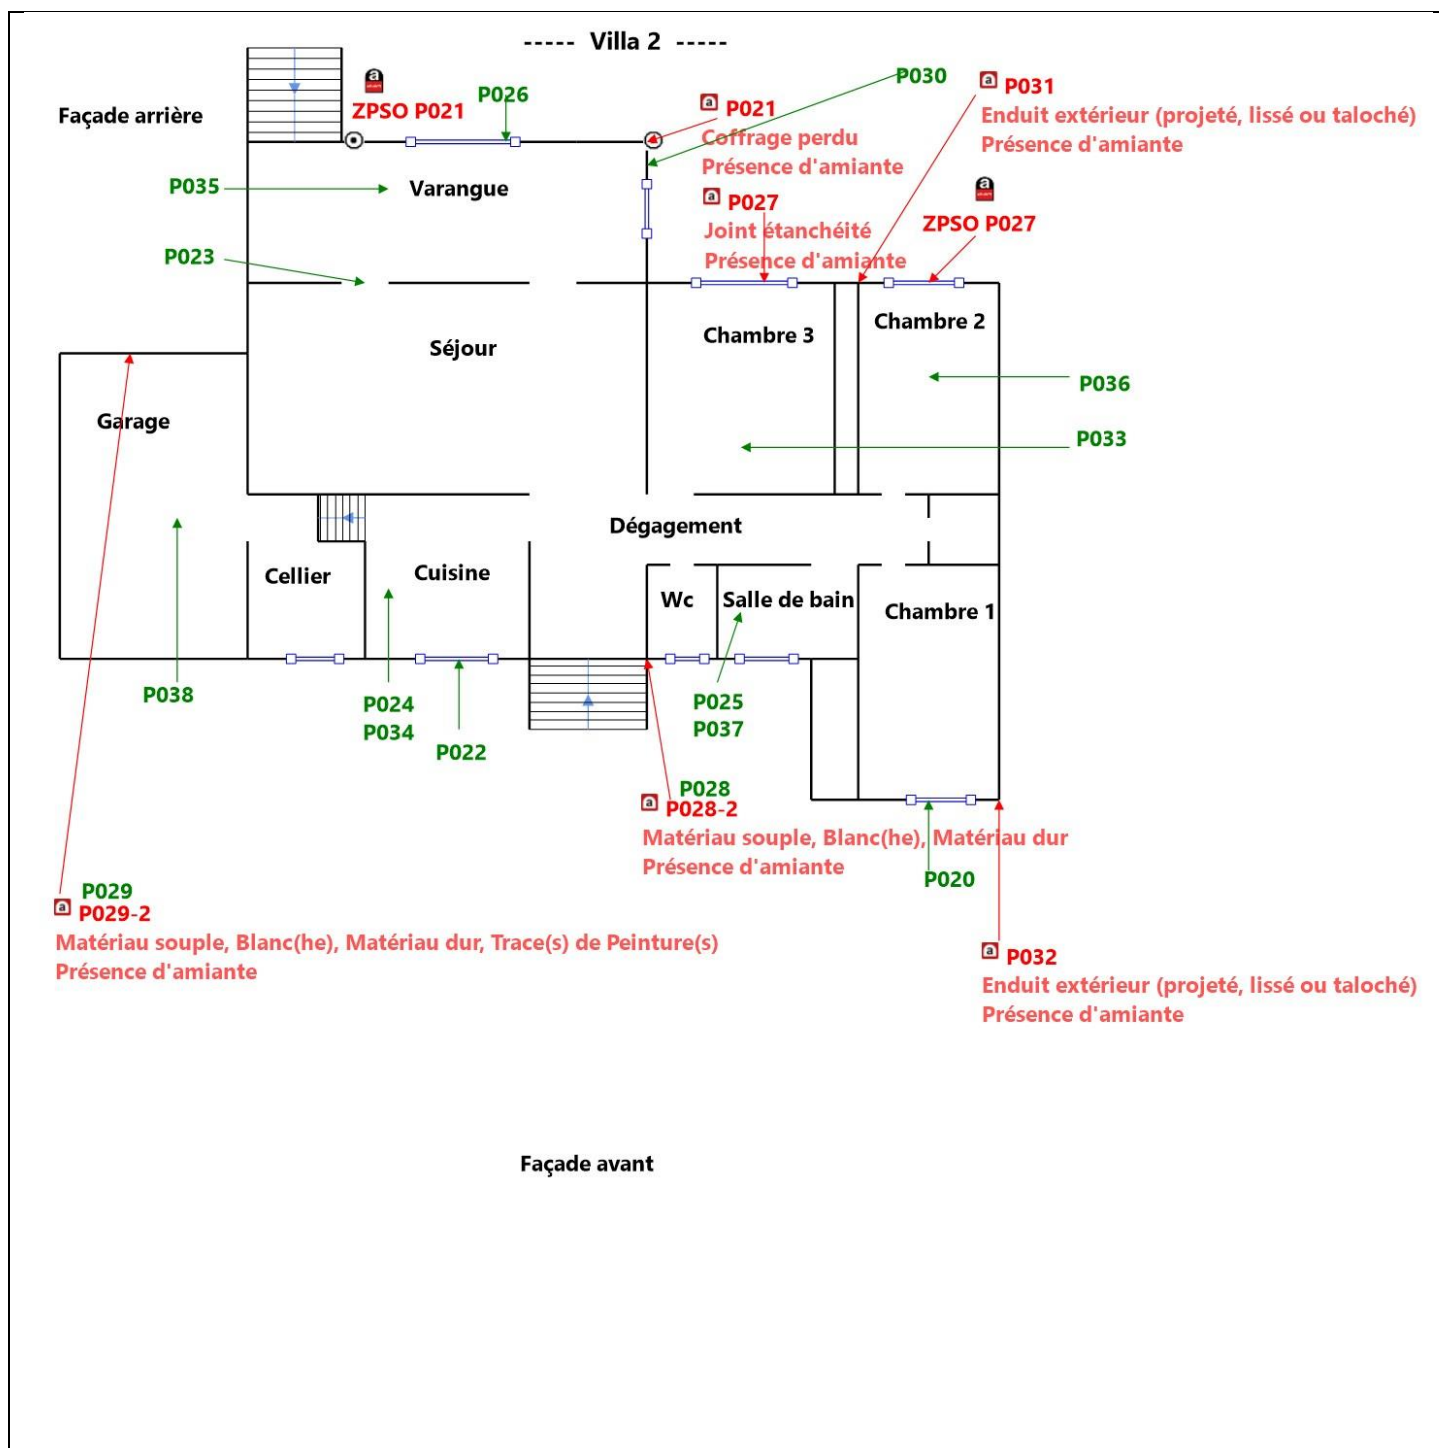 ----- Villa 2 -----
Façade arrière
a
ZPSO P021
P026
a P021
Coffrage perdu
Présence d'amiante
P030
a P031
Enduit extérieur (projeté, lissé ou taloché)
Présence d'amiante
P035
Varangue
a P027
Joint étanchéité
Présence d'amiante
a
ZPSO P027
P023
Séjour
Chambre 3
Chambre 2
P036
Garage
P033
Dégagement
Cellier
Cuisine
Wc
Salle de bain
Chambre 1
P038
P024
P034
P022
P025
P037
P028
a P028-2
Matériau souple, Blanc(he), Matériau dur
Présence d'amiante
P020
P029
a P029-2
Matériau souple, Blanc(he), Matériau dur, Trace(s) de Peinture(s)
Présence d'amiante
a P032
Enduit extérieur (projeté, lissé ou taloché)
Présence d'amiante
Façade avant